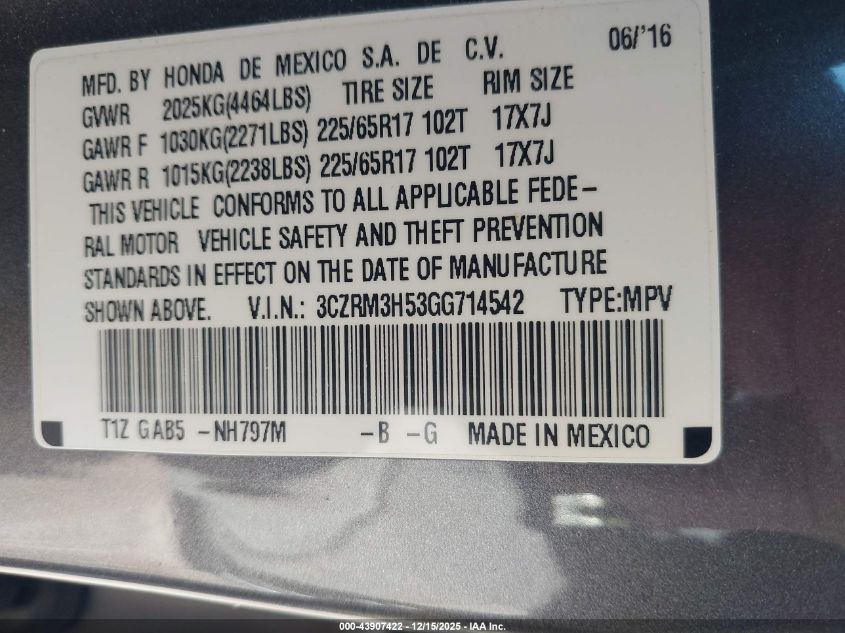 MFD. BY HONDA DE MEXICO S.A. DE C.V. 06/'16
GVWR 2025KG(4464LBS) TIRE SIZE RIM SIZE
GAWR F 1030KG(2271LBS) 225/65R17 102T 17X7J
GAWR R 1015KG(2238LBS) 225/65R17 102T 17X7J
THIS VEHICLE CONFORMS TO ALL APPLICABLE FEDE-
RAL MOTOR VEHICLE SAFETY AND THEFT PREVENTION
STANDARDS IN EFFECT ON THE DATE OF MANUFACTURE
SHOWN ABOVE. V.I.N.: 3CZRM3H53GG714542 TYPE:MPV
T1Z GAB5 -NH797M -B -G MADE IN MEXICO
000-43907422 - 12/15/2025 - IAA Inc.